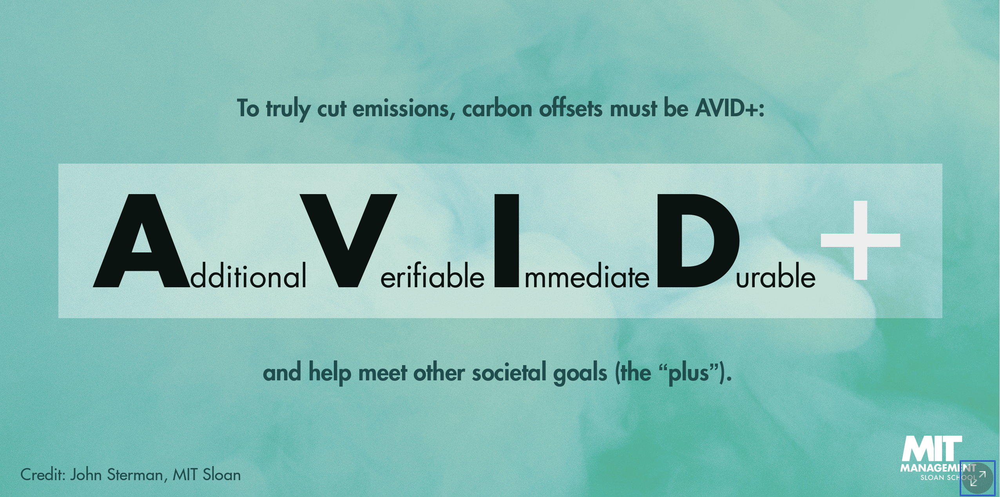 To truly cut emissions, carbon offsets must be AVID+:
Additional Verifiable Immediate Durable +
and help meet other societal goals (the “plus”).
MIT
MANAGEMENT
SLOAN SCHOOL
Credit: John Sterman, MIT Sloan